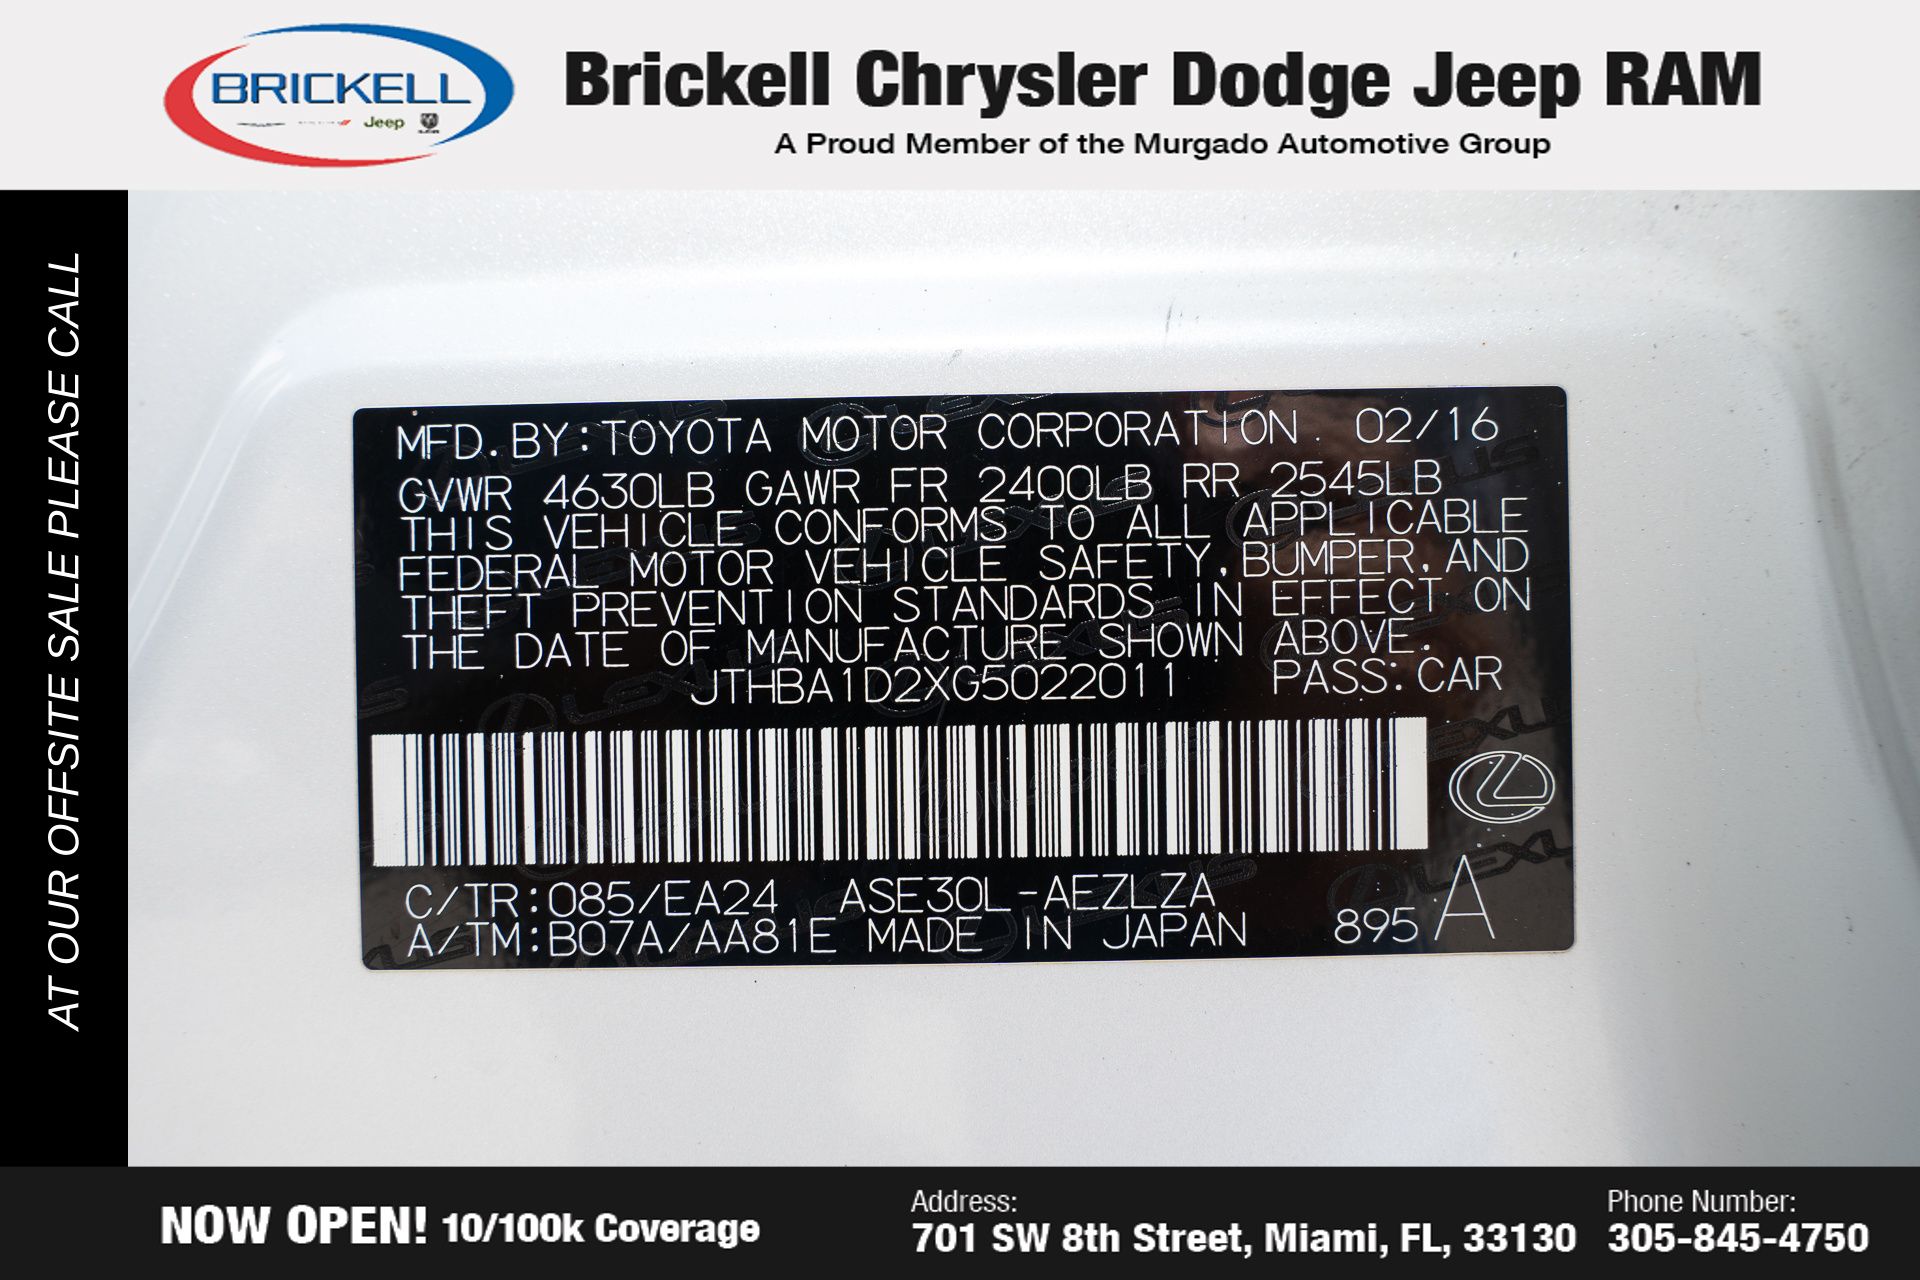 BRICKELL
Jeep
Brickell Chrysler Dodge Jeep RAM
A Proud Member of the Murgado Automotive Group
AT OUR OFFSITE SALE PLEASE CALL
MFD. BY:TOYOTA MOTOR CORPORATION 02/16
GVWR 4630LB GAWR FR 2400LB RR 2545LB
THIS VEHICLE CONFORMS TO ALL APPLICABLE
FEDERAL MOTOR VEHICLE SAFETY, BUMPER, AND
THEFT PREVENTION STANDARDS IN EFFECT ON
THE DATE OF MANUFACTURE SHOWN ABOVE.
JTHBA1D2XG5022011 PASS:CAR
C/TR:085/EA24 ASE30L-AEZLZA
A/TM:B07A/AA81E MADE IN JAPAN 895 A
NOW OPEN! 10/100k Coverage
Address:
701 SW 8th Street, Miami, FL, 33130
Phone Number:
305-845-4750